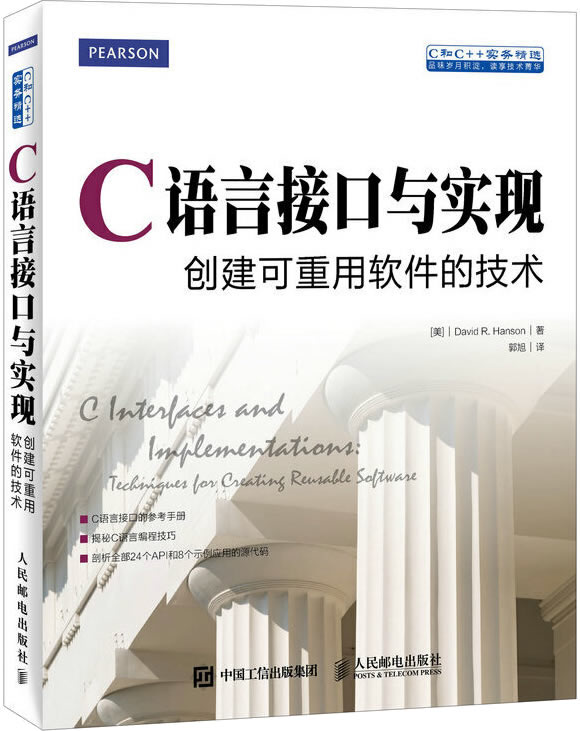 PEARSON
C和C++实务精选
品味岁月积淀，读享技术菁华
C语言接口与实现
创建可重用软件的技术
[美] David R. Hanson 著
郭旭 译
C Interfaces and
Implementations:
Techniques for Creating Reusable Software
C语言接口的参考手册
揭秘C语言编程技巧
剖析全部24个API和8个示例应用的源代码
中国工信出版集团
人民邮电出版社
POSTS & TELECOM PRESS
PEARSON
C和C++
实务精选
C语言接口与实现
创建可重用
软件的技术
人民邮电出版社